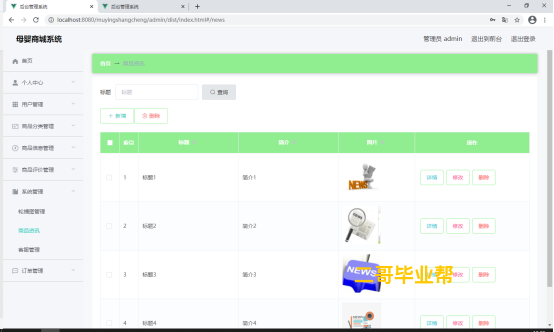 后台管理系统
后台管理系统
localhost:8080/muyingshangcheng/admin/dist/index.html#/news
母婴商城系统
管理员 admin 退出到前台 退出登录
首页
个人中心
用户管理
商品分类管理
商品信息管理
商品评价管理
系统管理
轮播图管理
商品资讯
客服管理
订单管理
首页
标题 标题 查询
新增 删除
索引 标题 简介 图片 操作
1 标题1 简介1 NEWS 详情 修改 删除
2 标题2 简介2 详情 修改 删除
3 标题3 简介3 NEWS 详情 修改 删除
哥毕业帮
4 标题4 简介4 详情 修改 删除